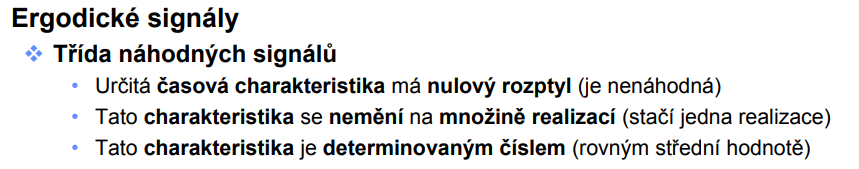 Ergodické signály
❖ Třída náhodných signálů
• Určitá časová charakteristika má nulový rozptyl (je nenáhodná)
• Tato charakteristika se nemění na množině realizací (stačí jedna realizace)
• Tato charakteristika je determinovaným číslem (rovným střední hodnotě)